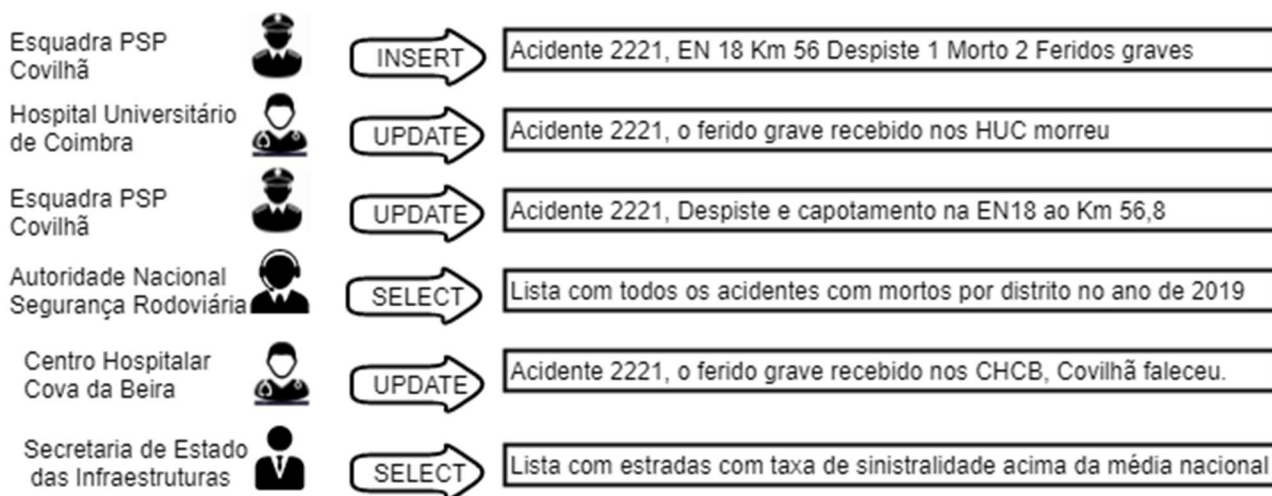 Esquadra PSP
Covilhã
INSERT
Acidente 2221, EN 18 Km 56 Despiste 1 Morto 2 Feridos graves
Hospital Universitário
de Coimbra
UPDATE
Acidente 2221, o ferido grave recebido nos HUC morreu
Esquadra PSP
Covilhã
UPDATE
Acidente 2221, Despiste e capotamento na EN18 ao Km 56,8
Autoridade Nacional
Segurança Rodoviária
SELECT
Lista com todos os acidentes com mortos por distrito no ano de 2019
Centro Hospitalar
Cova da Beira
UPDATE
Acidente 2221, o ferido grave recebido nos CHCB, Covilhã faleceu.
Secretaria de Estado
das Infraestruturas
SELECT
Lista com estradas com taxa de sinistralidade acima da média nacional